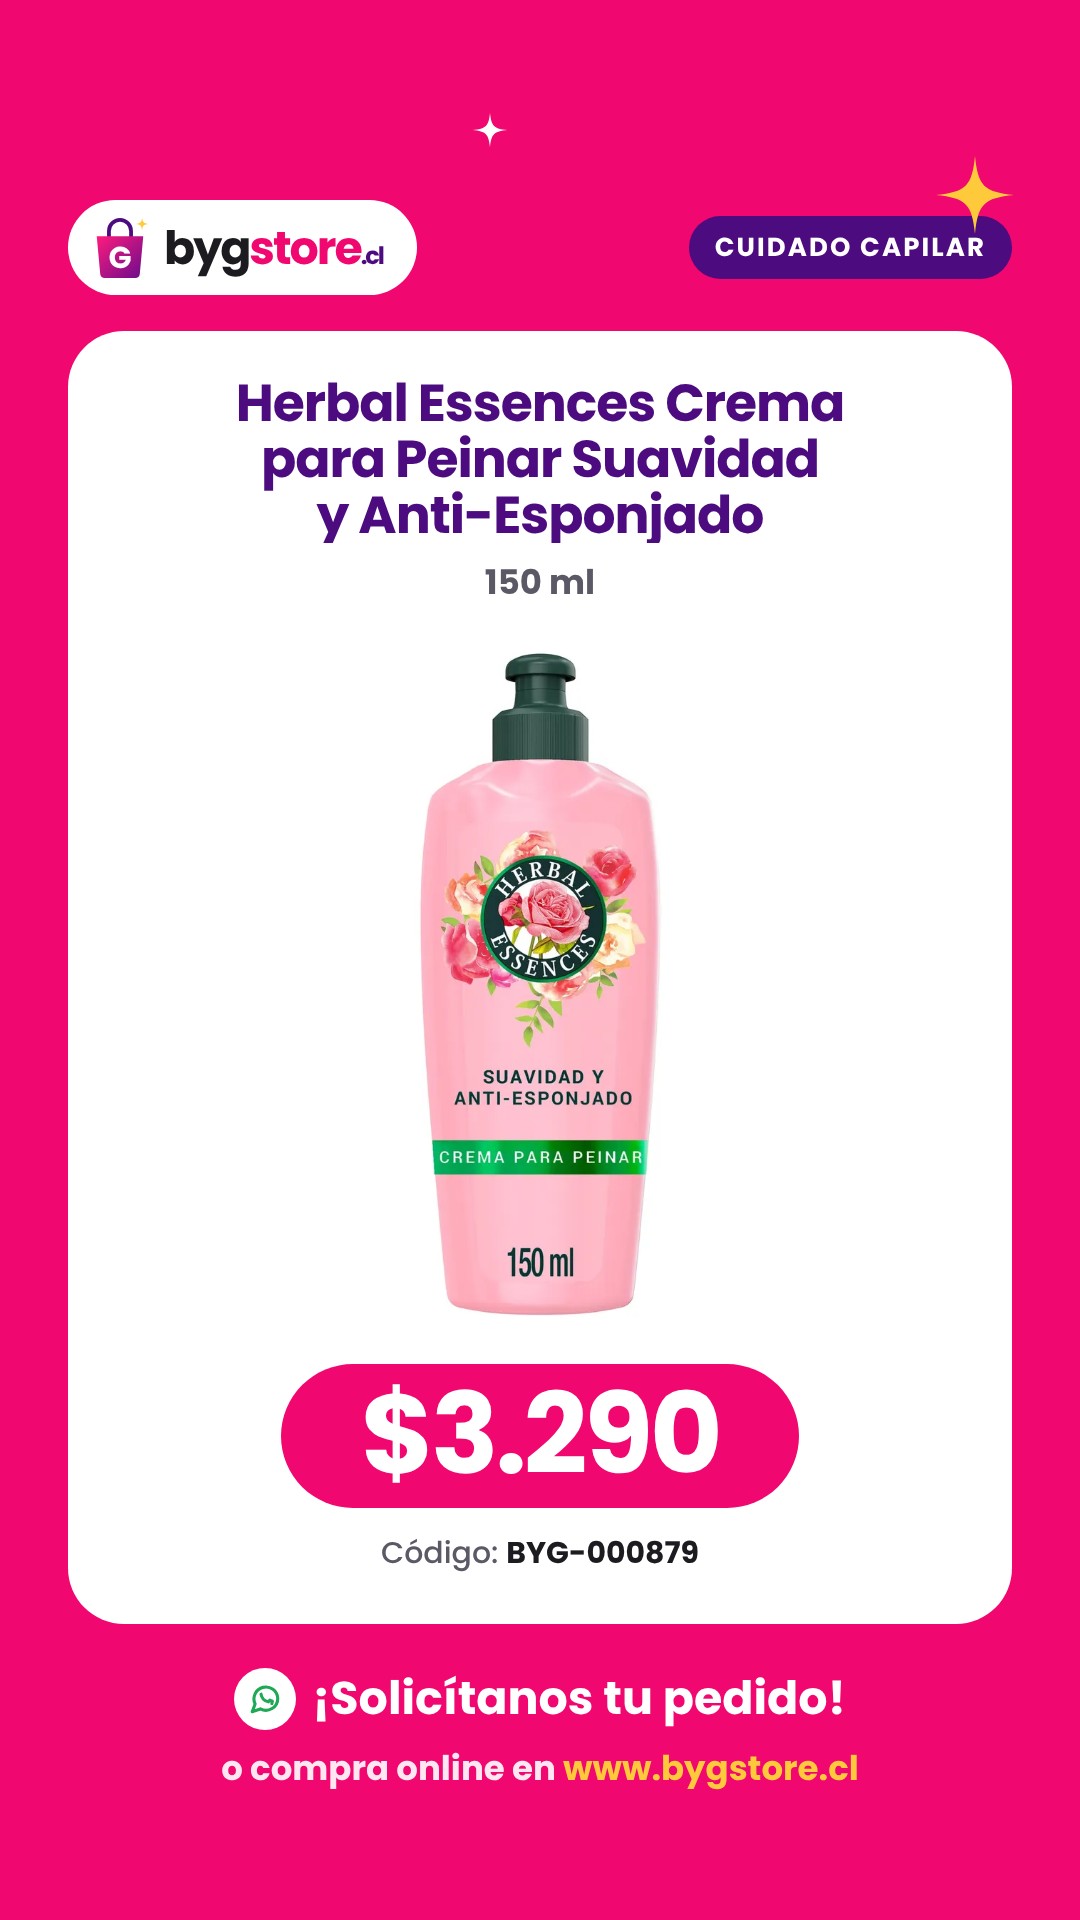 G bygstore.cl
CUIDADO CAPILAR
Herbal Essences Crema
para Peinar Suavidad
y Anti-Esponjado
150 ml
HERBAL
ESSENCES
SUAVIDAD Y
ANTI-ESPONJADO
CREMA PARA PEINAR
150 ml
$3.290
Código: BYG-000879
¡Solicítanos tu pedido!
o compra online en www.bygstore.cl